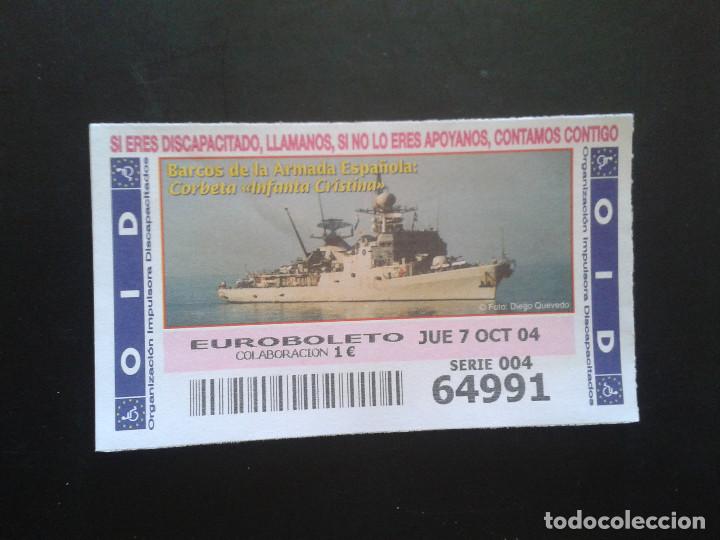 SI ERES DISCAPACITADO, LLAMANOS, SI NO LO ERES APOYANOS, CONTAMOS CONTIGO
OID
Organización Impulsora Discapacitados
Barcos de la Armada Española:
Corbeta «Infanta Cristina»
© Foto: Diego Quevedo
EUROBOLETO JUE 7 OCT 04
COLABORACION 1 €
SERIE 004
64991
OID
Organización Impulsora Discapacitados
todocoleccion